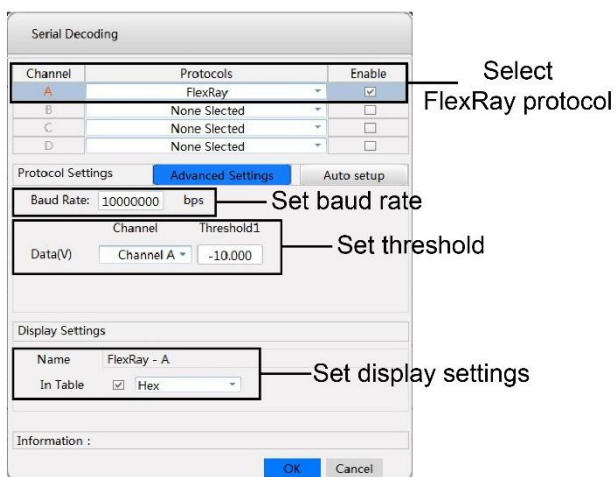 Serial Decoding
Channel Protocols Enable
A FlexRay
B None Slected
C None Slected
D None Slected
Select
FlexRay protocol
Protocol Settings Advanced Settings Auto setup
Baud Rate: 10000000 bps
Set baud rate
Channel Threshold1
Data(V) Channel A -10.000
Set threshold
Display Settings
Name FlexRay - A
In Table Hex
Set display settings
Information :
OK Cancel